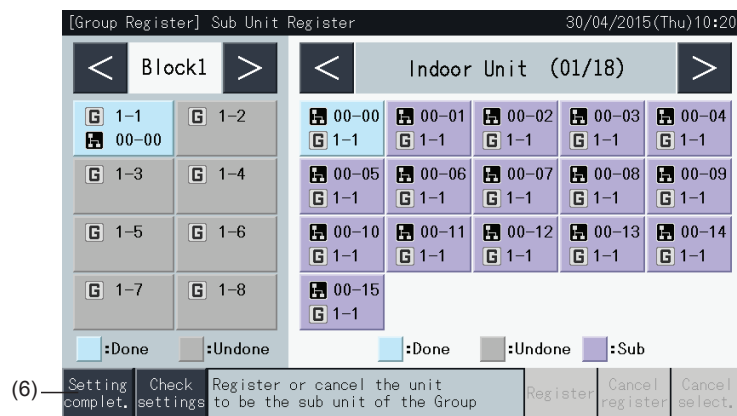 [Group Register] Sub Unit Register 30/04/2015(Thu)10:20
< Block1 > < Indoor Unit (01/18) >
G 1-1 G 1-2
00-00
G 1-3 G 1-4
G 1-5 G 1-6
G 1-7 G 1-8
:Done :Undone
00-00 00-01 00-02 00-03 00-04
G 1-1 G 1-1 G 1-1 G 1-1 G 1-1
00-05 00-06 00-07 00-08 00-09
G 1-1 G 1-1 G 1-1 G 1-1 G 1-1
00-10 00-11 00-12 00-13 00-14
G 1-1 G 1-1 G 1-1 G 1-1 G 1-1
00-15
G 1-1
:Done :Undone :Sub
(6)
Setting
complet.
Check
settings
Register or cancel the unit
to be the sub unit of the Group
Register
Cancel
register
Cancel
select.